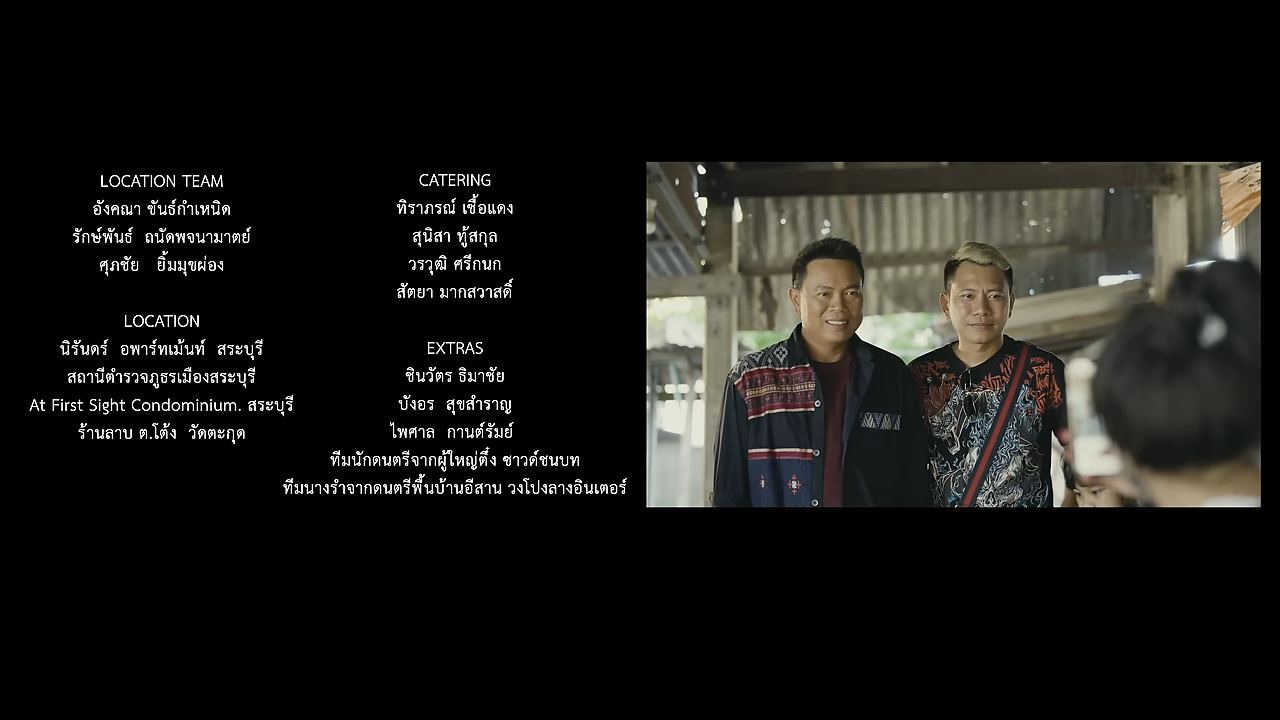 LOCATION TEAM
อังคณา ขันธ์กำเหนิด
รักษ์พันธ์ ถนัดพจนามาตย์
ศุภชัย ยิ้มมุขผ่อง
LOCATION
นิรันดร์ อพาร์ทเม้นท์ สระบุรี
สถานีตำรวจภูธรเมืองสระบุรี
At First Sight Condominium. สระบุรี
ร้านลาบ ต.โต้ง วัดตะกุด
CATERING
ทิราภรณ์ เชื้อแดง
สุนิสา ทู้สกุล
วรวุฒิ ศรีกนก
สัตยา มากสวาสดิ์
EXTRAS
ชินวัตร ธิมาชัย
บังอร สุขสำราญ
ไพศาล กานต์รัมย์
ทีมนักดนตรีจากผู้ใหญ่ตึ๋ง ซาวด์ชนบท
ทีมนางรำจากดนตรีพื้นบ้านอีสาน วงโปงลางอินเตอร์